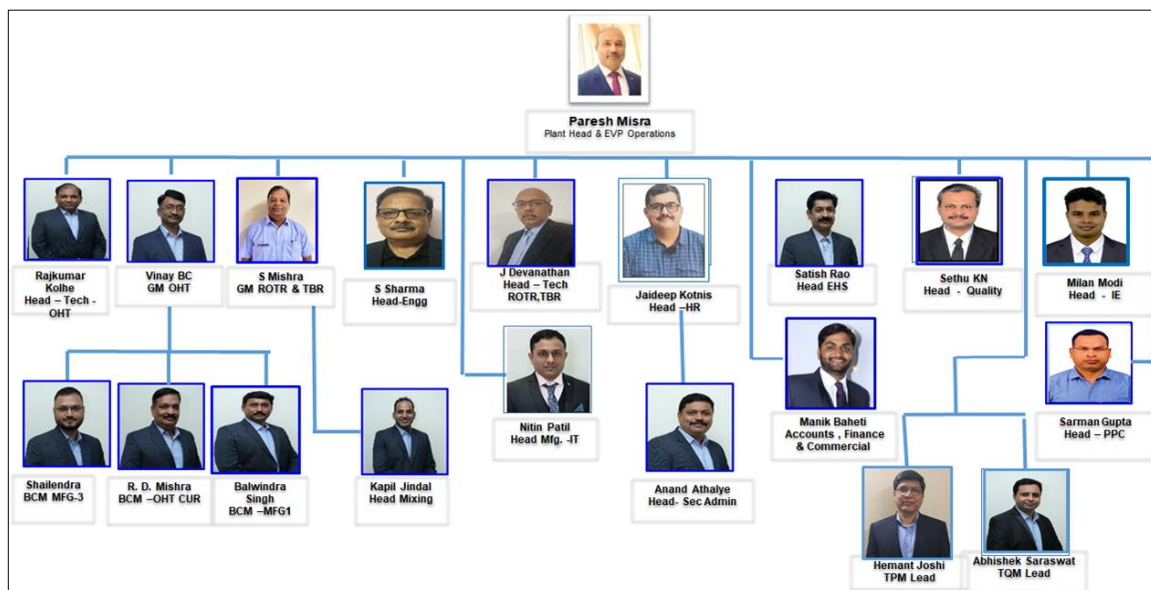 Paresh Misra
Plant Head & EVP Operations
Rajkumar
Kolhe
Head – Tech -
OHT
Vinay BC
GM OHT
S Mishra
GM ROTR & TBR
S Sharma
Head-Engg
J Devanathan
Head – Tech
ROTR,TBR
Jaideep Kotnis
Head –HR
Satish Rao
Head EHS
Sethu KN
Head - Quality
Milan Modi
Head - IE
Shailendra
BCM MFG-3
R. D. Mishra
BCM –OHT CUR
Balwindra
Singh
BCM –MFG1
Kapil Jindal
Head Mixing
Nitin Patil
Head Mfg. -IT
Anand Athalye
Head- Sec Admin
Manik Baheti
Accounts , Finance
& Commercial
Sarman Gupta
Head – PPC
Hemant Joshi
TPM Lead
Abhishek Saraswat
TQM Lead